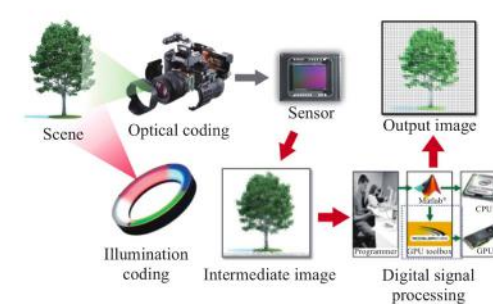 Scene
Optical coding
Sensor
Output image
Illumination
coding
Intermediate image
Programmer
Matlab®
CPU
GPU toolbox
GPU
Digital signal
processing